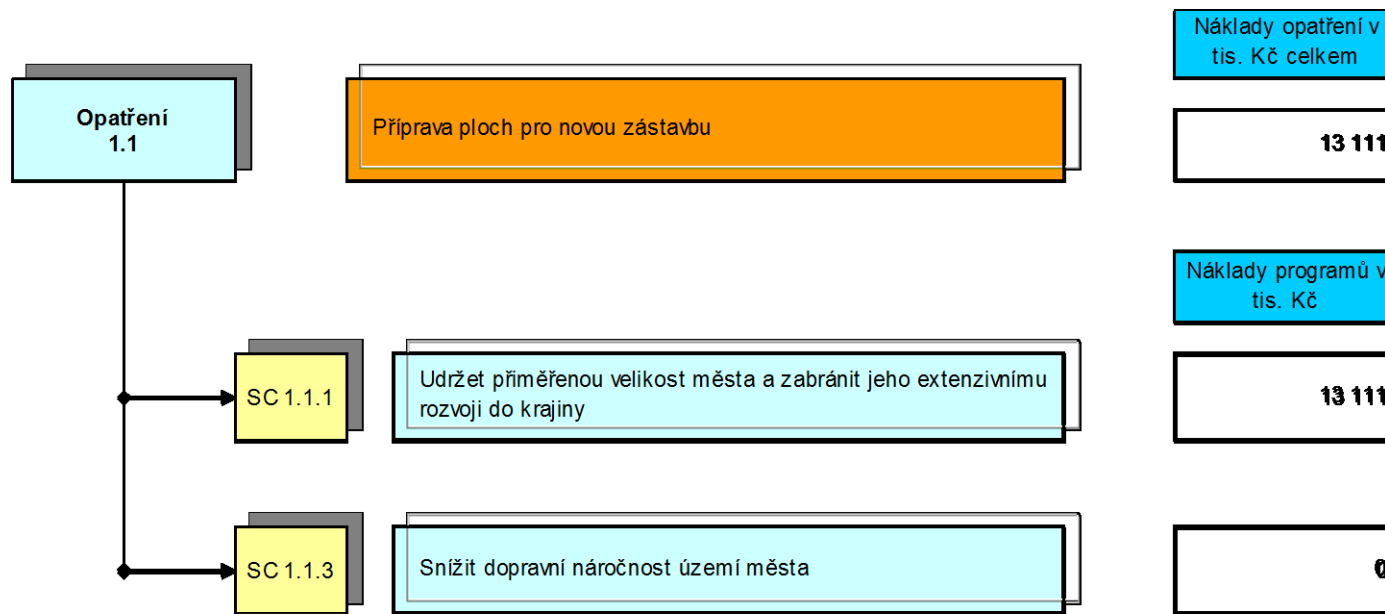 Náklady opatření v
tis. Kč celkem
Opatření
1.1
Příprava ploch pro novou zástavbu
13 111
Náklady programů v
tis. Kč
SC 1.1.1
Udržet přiměřenou velikost města a zabránit jeho extenzivnímu
rozvoji do krajiny
13 111
SC 1.1.3
Snížit dopravní náročnost území města
0